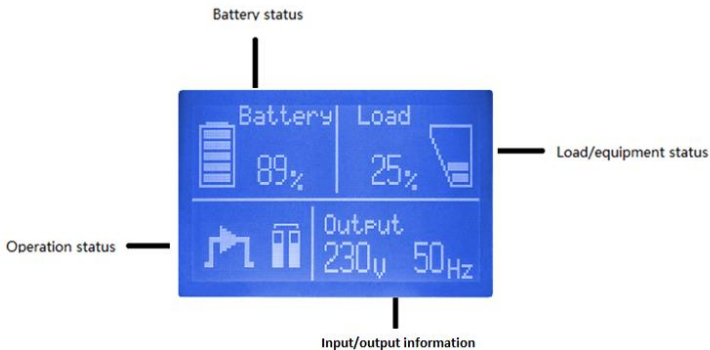 Battery status
Battery
Load
89%
25%
Load/equipment status
Operation status
Output
230V 50Hz
Input/output information